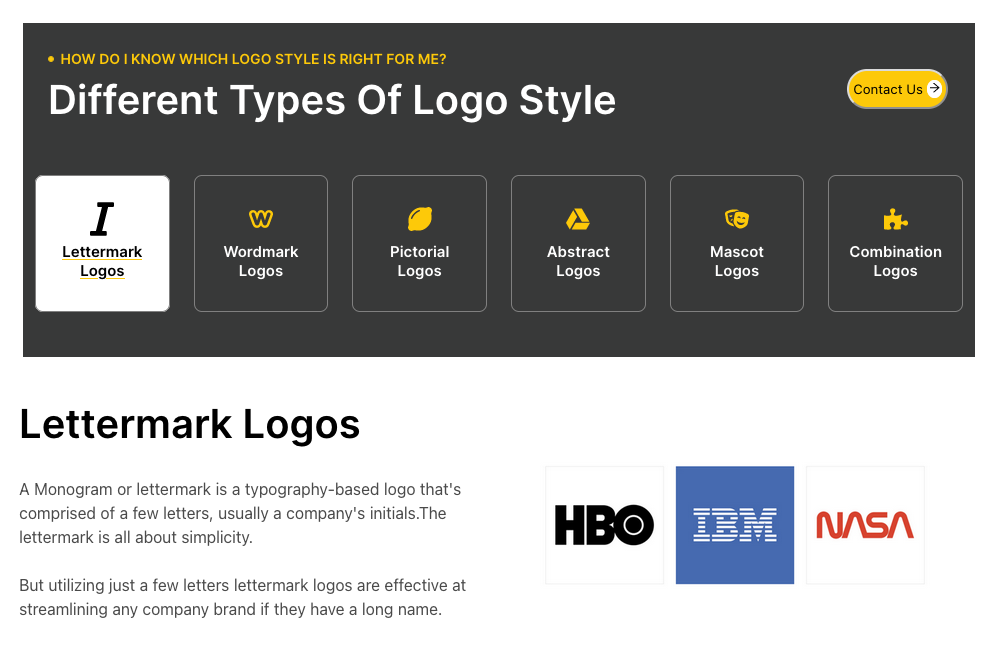 HOW DO I KNOW WHICH LOGO STYLE IS RIGHT FOR ME?
Different Types Of Logo Style
Contact Us
Lettermark
Logos
Wordmark
Logos
Pictorial
Logos
Abstract
Logos
Mascot
Logos
Combination
Logos
Lettermark Logos
A Monogram or lettermark is a typography-based logo that's
comprised of a few letters, usually a company's initials.The
lettermark is all about simplicity.
But utilizing just a few letters lettermark logos are effective at
streamlining any company brand if they have a long name.
HBO
IBM
NASA